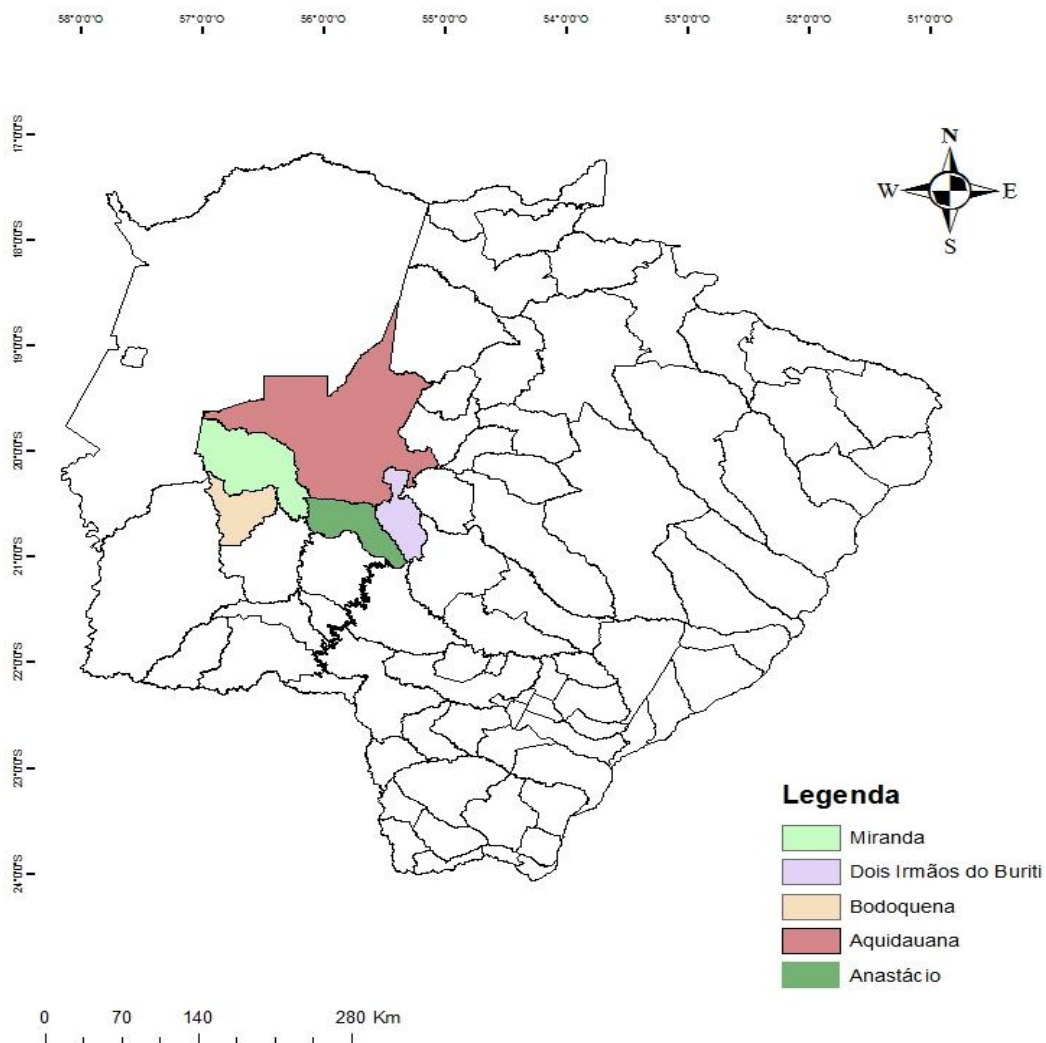 58°0'0"O 57°0'0"O 56°0'0"O 55°0'0"O 54°0'0"O 53°0'0"O 52°0'0"O 51°0'0"O
17°0'0"S
18°0'0"S
19°0'0"S
20°0'0"S
21°0'0"S
22°0'0"S
23°0'0"S
24°0'0"S
N
W E
S
Legenda
Miranda
Dois Irmãos do Buriti
Bodoquena
Aquidauana
Anastácio
0 70 140 280 Km